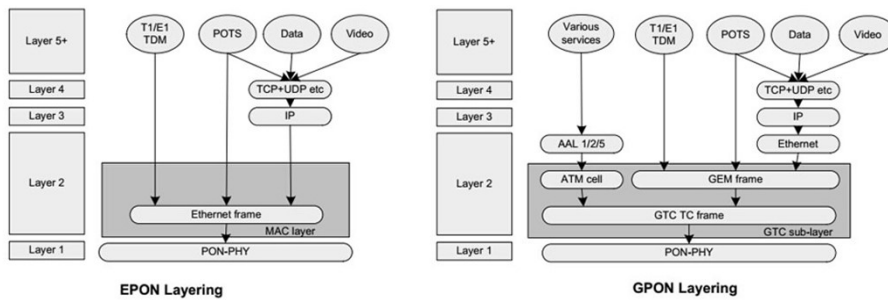 Layer 5+
T1/E1
TDM
POTS
Data
Video
Layer 4
TCP+UDP etc
Layer 3
IP
Layer 2
Ethernet frame
MAC layer
Layer 1
PON-PHY
EPON Layering
Layer 5+
Various
services
T1/E1
TDM
POTS
Data
Video
Layer 4
TCP+UDP etc
Layer 3
IP
Layer 2
AAL 1/2/5
Ethernet
ATM cell
GEM frame
GTC TC frame
GTC sub-layer
Layer 1
PON-PHY
GPON Layering